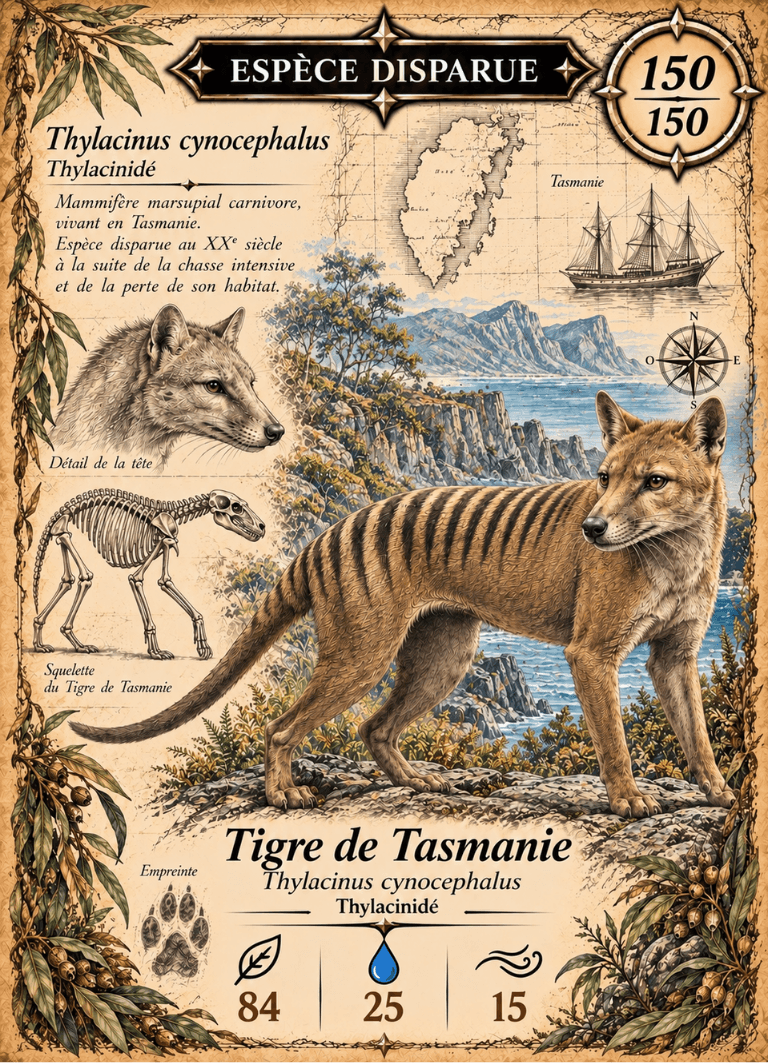 ESPÈCE DISPARUE
150
150
Thylacinus cynocephalus
Thylacinidé
Mammifère marsupial carnivore,
vivant en Tasmanie.
Espèce disparue au XXᵉ siècle
à la suite de la chasse intensive
et de la perte de son habitat.
Tasmanie
N
O
E
S
Détail de la tête
Squelette
du Tigre de Tasmanie
Tigre de Tasmanie
Thylacinus cynocephalus
Thylacinidé
Empreinte
84
25
15